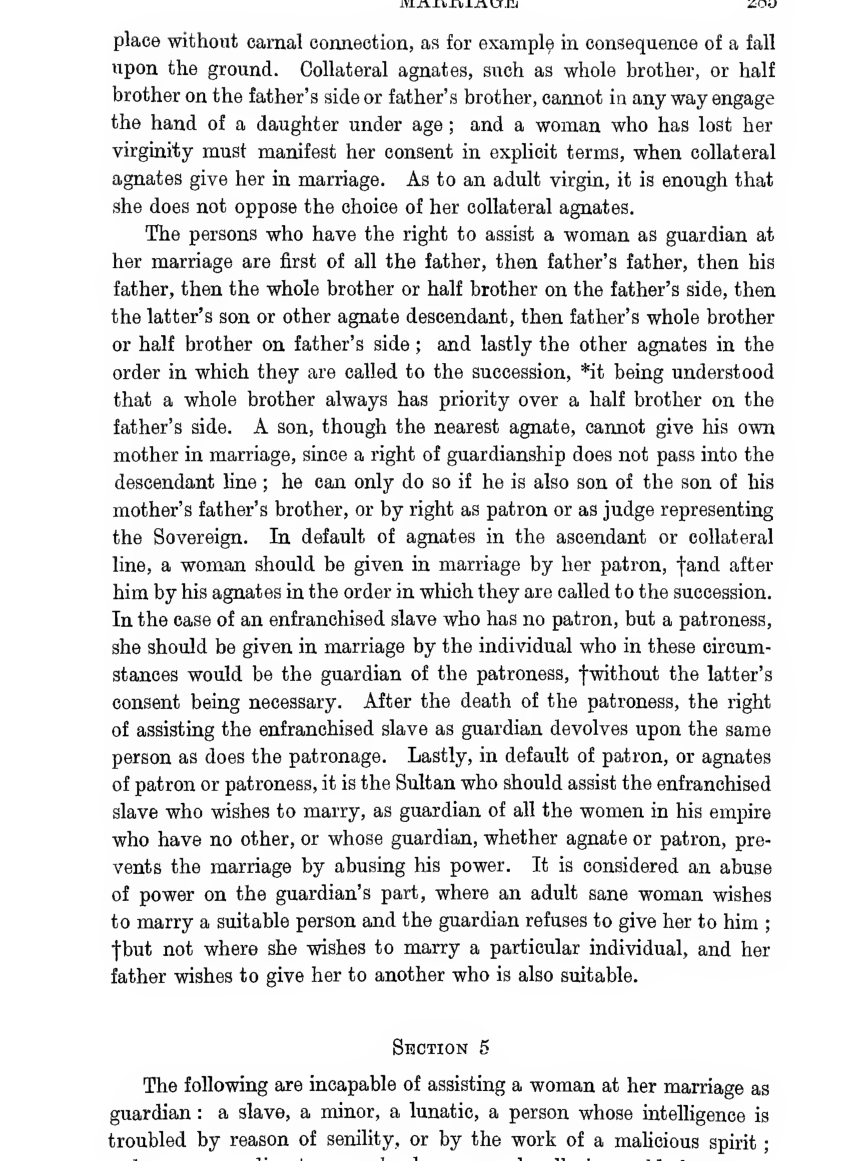 MARRIAGE 285
place without carnal connection, as for example in consequence of a fall
upon the ground. Collateral agnates, such as whole brother, or half
brother on the father's side or father's brother, cannot in any way engage
the hand of a daughter under age; and a woman who has lost her
virginity must manifest her consent in explicit terms, when collateral
agnates give her in marriage. As to an adult virgin, it is enough that
she does not oppose the choice of her collateral agnates.
The persons who have the right to assist a woman as guardian at
her marriage are first of all the father, then father's father, then his
father, then the whole brother or half brother on the father's side, then
the latter's son or other agnate descendant, then father's whole brother
or half brother on father's side; and lastly the other agnates in the
order in which they are called to the succession, *it being understood
that a whole brother always has priority over a half brother on the
father's side. A son, though the nearest agnate, cannot give his own
mother in marriage, since a right of guardianship does not pass into the
descendant line; he can only do so if he is also son of the son of his
mother's father's brother, or by right as patron or as judge representing
the Sovereign. In default of agnates in the ascendant or collateral
line, a woman should be given in marriage by her patron, †and after
him by his agnates in the order in which they are called to the succession.
In the case of an enfranchised slave who has no patron, but a patroness,
she should be given in marriage by the individual who in these circum-
stances would be the guardian of the patroness, †without the latter's
consent being necessary. After the death of the patroness, the right
of assisting the enfranchised slave as guardian devolves upon the same
person as does the patronage. Lastly, in default of patron, or agnates
of patron or patroness, it is the Sultan who should assist the enfranchised
slave who wishes to marry, as guardian of all the women in his empire
who have no other, or whose guardian, whether agnate or patron, pre-
vents the marriage by abusing his power. It is considered an abuse
of power on the guardian's part, where an adult sane woman wishes
to marry a suitable person and the guardian refuses to give her to him;
†but not where she wishes to marry a particular individual, and her
father wishes to give her to another who is also suitable.
SECTION 5
The following are incapable of assisting a woman at her marriage as
guardian: a slave, a minor, a lunatic, a person whose intelligence is
troubled by reason of senility, or by the work of a malicious spirit;